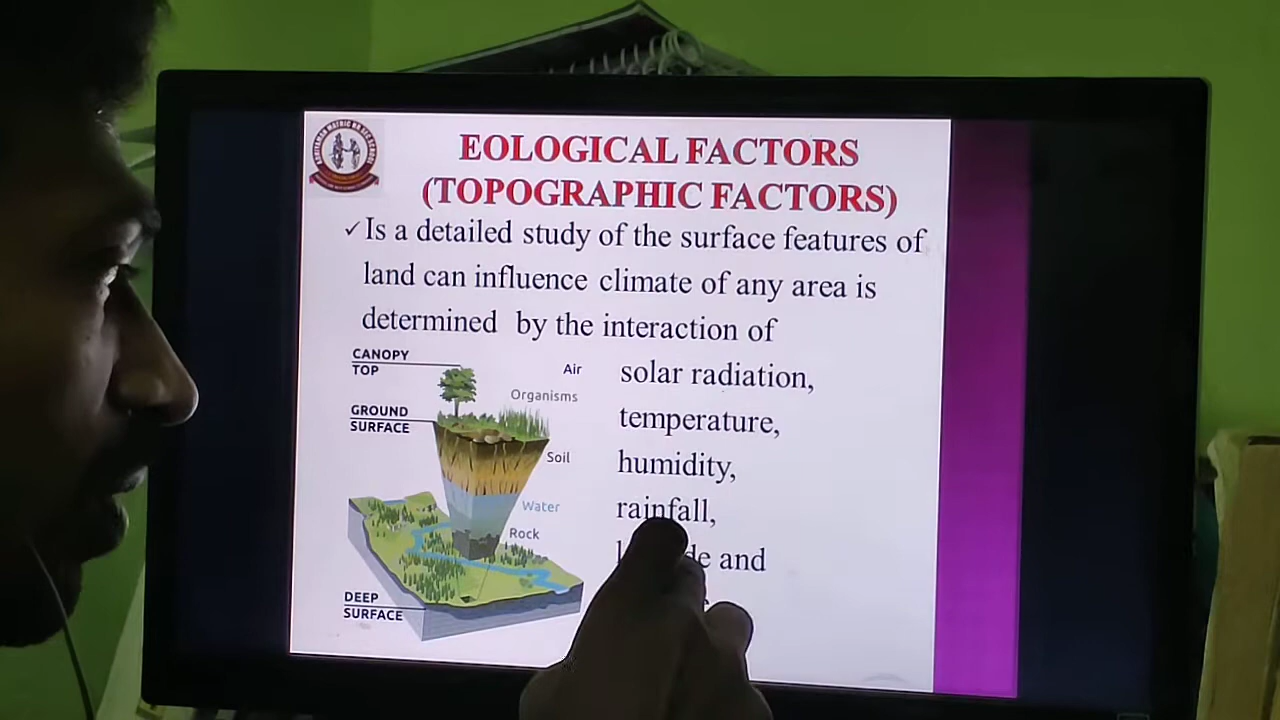 EOLOGICAL FACTORS
(TOPOGRAPHIC FACTORS)
✓ Is a detailed study of the surface features of
land can influence climate of any area is
determined by the interaction of
solar radiation,
temperature,
humidity,
rainfall,
and
CANOPY
TOP
Air
Organisms
GROUND
SURFACE
Soil
Water
Rock
DEEP
SURFACE